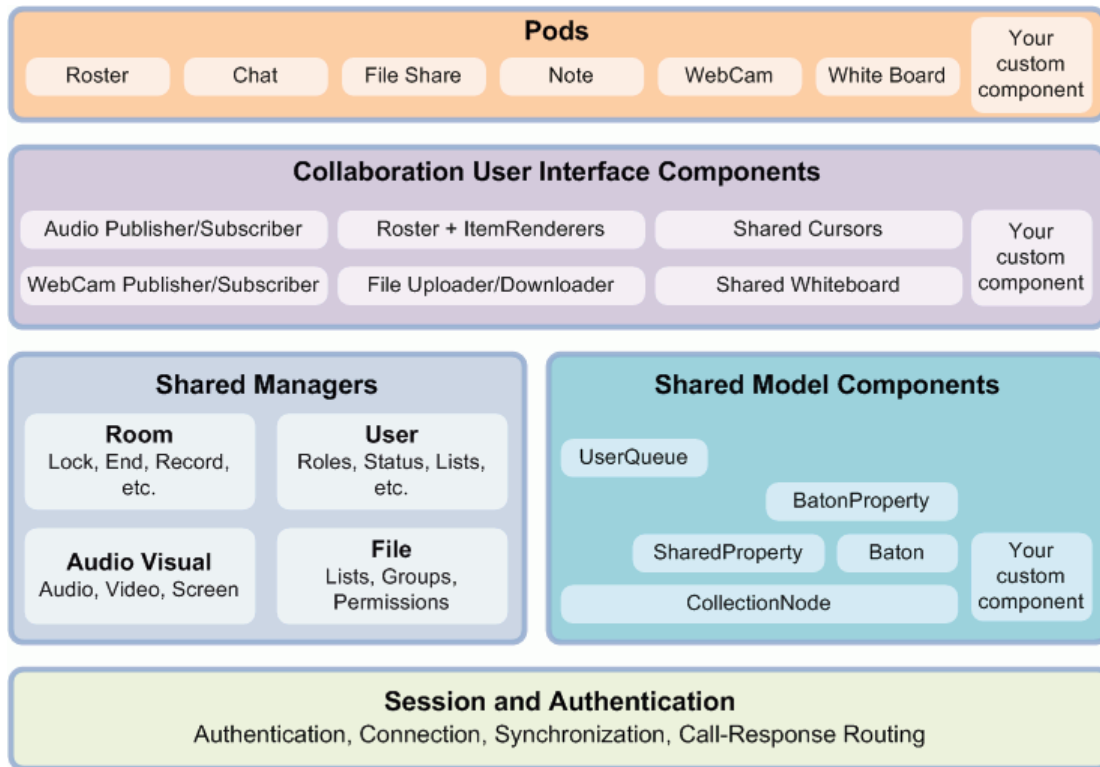 Pods
Roster
Chat
File Share
Note
WebCam
White Board
Your
custom
component
Collaboration User Interface Components
Audio Publisher/Subscriber
Roster + ItemRenderers
Shared Cursors
WebCam Publisher/Subscriber
File Uploader/Downloader
Shared Whiteboard
Your
custom
component
Shared Managers
Room
Lock, End, Record,
etc.
User
Roles, Status, Lists,
etc.
Audio Visual
Audio, Video, Screen
File
Lists, Groups,
Permissions
Shared Model Components
UserQueue
BatonProperty
SharedProperty
Baton
CollectionNode
Your
custom
component
Session and Authentication
Authentication, Connection, Synchronization, Call-Response Routing